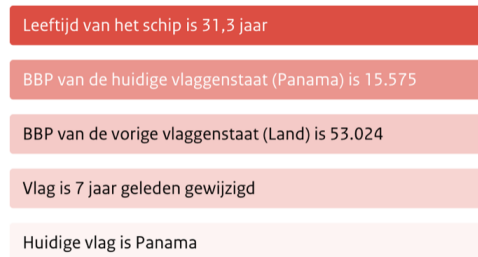 Leeftijd van het schip is 31,3 jaar
BBP van de huidige vlaggenstaat (Panama) is 15.575
BBP van de vorige vlaggenstaat (Land) is 53.024
Vlag is 7 jaar geleden gewijzigd
Huidige vlag is Panama